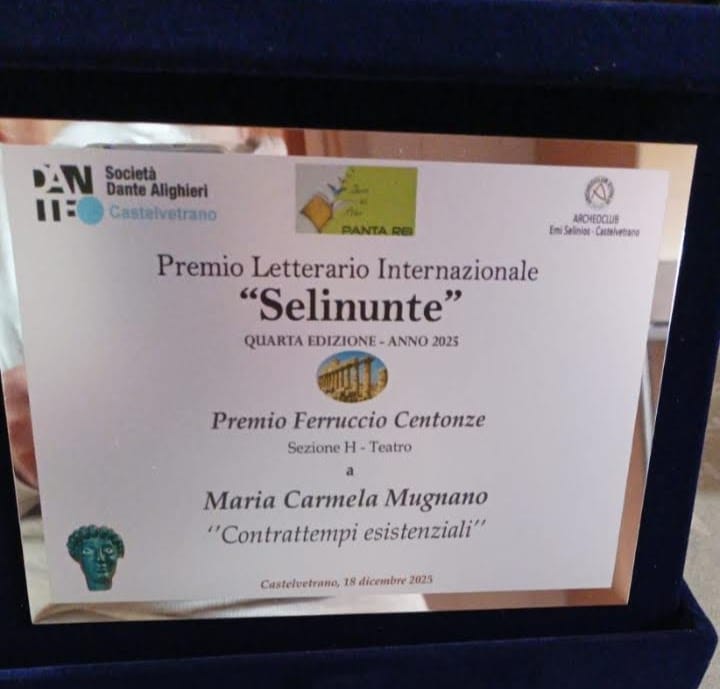 DANTE
Società
Dante Alighieri
Castelvetrano
PANTA REI
ARCHEOCLUB
Emi Selinios - Castelvetrano
Premio Letterario Internazionale
“Selinunte”
QUARTA EDIZIONE - ANNO 2025
Premio Ferruccio Centonze
Sezione H - Teatro
a
Maria Carmela Mugnano
‘‘Contrattempi esistenziali’’
Castelvetrano, 18 dicembre 2025